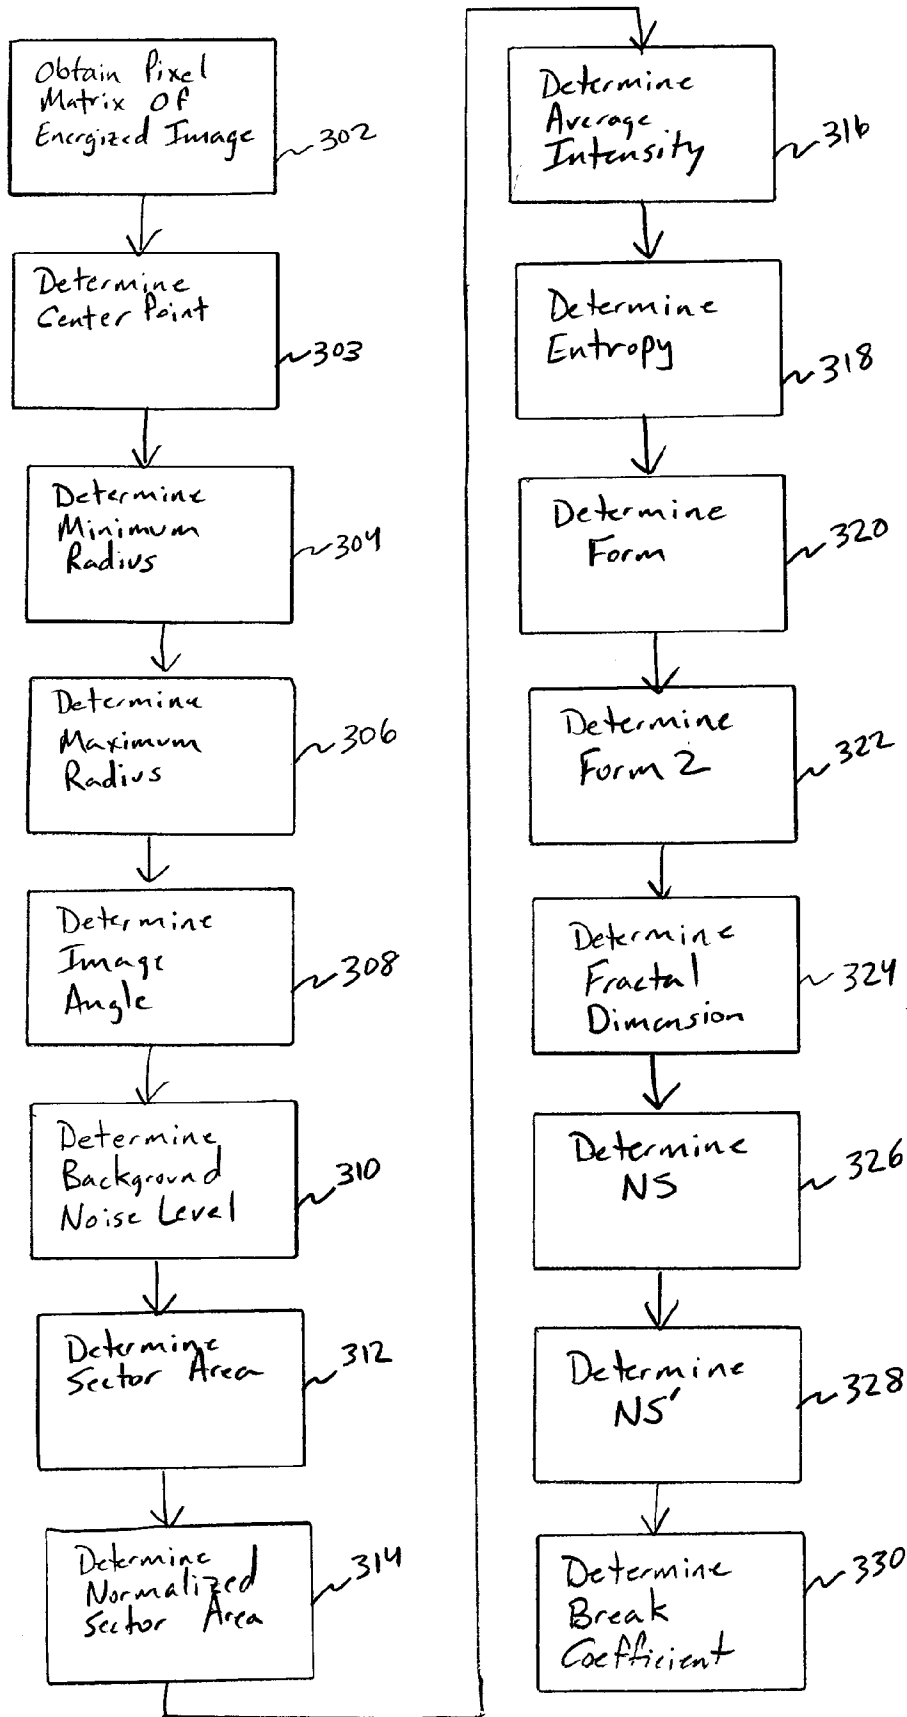 Obtain Pixel
Matrix Of
Energized Image
302
Determine
Center Point
303
Determine
Minimum
Radius
304
Determine
Maximum
Radius
306
Determine
Image
Angle
308
Determine
Background
Noise Level
310
Determine
Sector Area
312
Determine
Normalized
Sector Area
314
Determine
Average
Intensity
316
Determine
Entropy
318
Determine
Form
320
Determine
Form 2
322
Determine
Fractal
Dimension
324
Determine
NS
326
Determine
NS'
328
Determine
Break
Coefficient
330